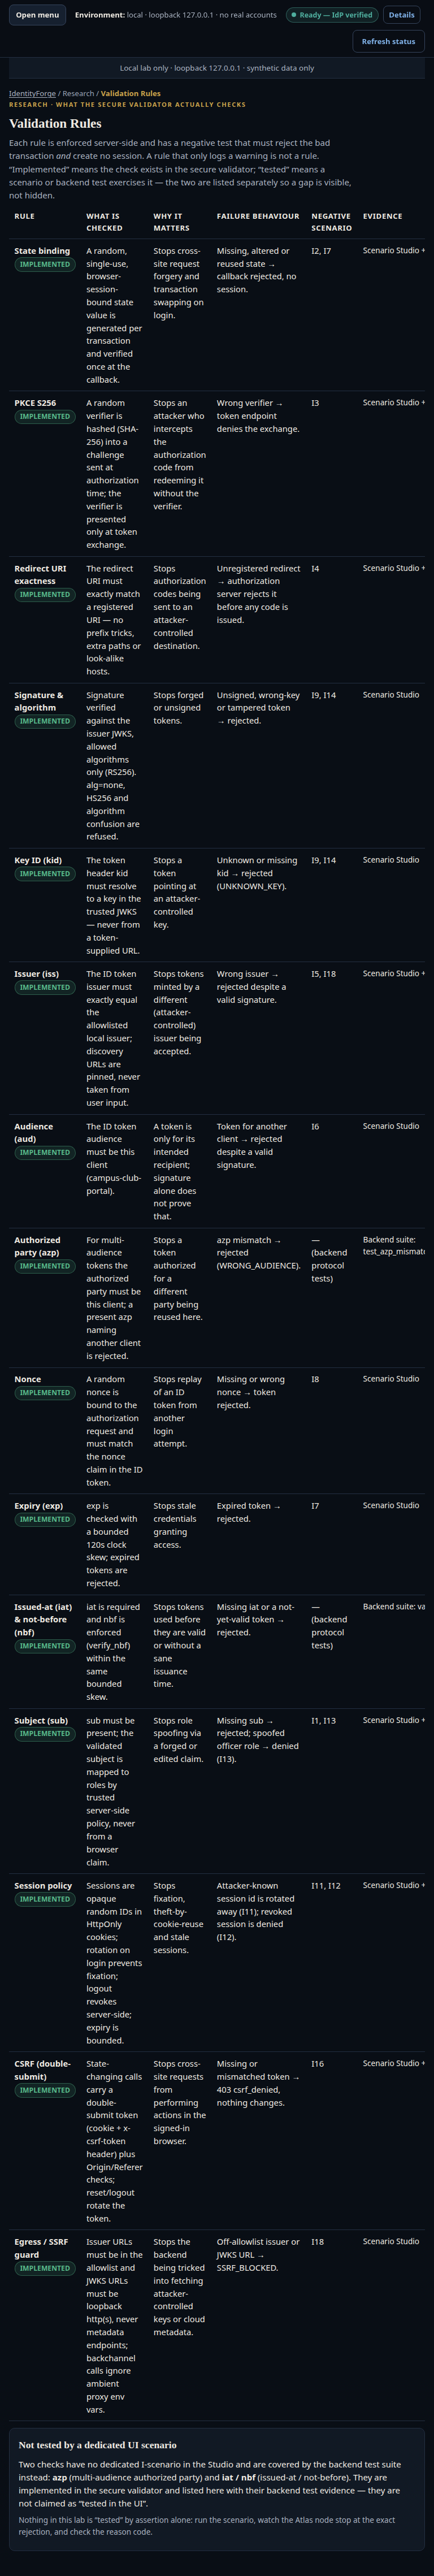 Open menu
Environment: local · loopback 127.0.0.1 · no real accounts
Ready — IdP verified
Details
Refresh status
Local lab only · loopback 127.0.0.1 · synthetic data only
IdentityForge / Research / Validation Rules
RESEARCH · WHAT THE SECURE VALIDATOR ACTUALLY CHECKS
Validation Rules
Each rule is enforced server-side and has a negative test that must reject the bad
transaction and create no session. A rule that only logs a warning is not a rule.
“Implemented” means the check exists in the secure validator; “tested” means a
scenario or backend test exercises it — the two are listed separately so a gap is visible,
not hidden.
RULE
WHAT IS
CHECKED
WHY IT
MATTERS
FAILURE BEHAVIOUR
NEGATIVE
SCENARIO
EVIDENCE
State binding
IMPLEMENTED
A random,
single-use,
browser-
session-
bound state
value is
generated per
transaction
and verified
once at the
callback.
Stops cross-
site request
forgery and
transaction
swapping on
login.
Missing, altered or
reused state →
callback rejected, no
session.
I2, I7
Scenario Studio +
PKCE S256
IMPLEMENTED
A random
verifier is
hashed (SHA-
256) into a
challenge
sent at
authorization
time; the
verifier is
presented
only at token
exchange.
Stops an
attacker who
intercepts
the
authorization
code from
redeeming it
without the
verifier.
Wrong verifier →
token endpoint
denies the exchange.
I3
Redirect URI
exactness
IMPLEMENTED
The redirect
URI must
exactly match
a registered
URI — no
prefix tricks,
extra paths or
look-alike
hosts.
Stops
authorization
codes being
sent to an
attacker-
controlled
destination.
Unregistered redirect
→ authorization
server rejects it
before any code is
issued.
I4
Scenario Studio +
Scenario Studio +
Signature &
algorithm
IMPLEMENTED
Signature
verified
against the
issuer JWKS,
allowed
algorithms
only (RS256).
alg=none,
HS256 and
algorithm
confusion are
refused.
Stops forged
or unsigned
tokens.
Unsigned, wrong-key
or tampered token
→ rejected.
I9, I14
Scenario Studio
Key ID (kid)
IMPLEMENTED
The token
header kid
must resolve
to a key in the
trusted JWKS
— never from
a token-
supplied URL.
Stops a
token
pointing at
an attacker-
controlled
key.
Unknown or missing
kid → rejected
(UNKNOWN_KEY).
I9, I14
Scenario Studio
Issuer (iss)
IMPLEMENTED
The ID token
issuer must
exactly equal
the
allowlisted
local issuer;
discovery
URLs are
pinned, never
taken from
user input.
Stops tokens
minted by a
different
(attacker-
controlled)
issuer being
accepted.
Wrong issuer →
rejected despite a
valid signature.
I5, I18
Scenario Studio +
Audience
(aud)
IMPLEMENTED
The ID token
audience
must be this
client
(campus-club-
portal).
A token is
only for its
intended
recipient;
signature
alone does
not prove
that.
Token for another
client → rejected
despite a valid
signature.
I6
Scenario Studio
Authorized
party (azp)
IMPLEMENTED
For multi-
audience
tokens the
authorized
party must be
this client; a
present azp
naming
another client
is rejected.
Stops a
token
authorized
for a
different
party being
reused here.
azp mismatch →
rejected
(WRONG_AUDIENCE).
—
(backend
protocol
tests)
Backend suite:
test_azp_mismatc
Nonce
IMPLEMENTED
A random
nonce is
bound to the
authorization
request and
must match
the nonce
claim in the ID
token.
Stops replay
of an ID
token from
another
login
attempt.
Missing or wrong
nonce → token
rejected.
I8
Scenario Studio
Expiry (exp)
IMPLEMENTED
exp is
checked with
a bounded
120s clock
skew; expired
tokens are
rejected.
Stops stale
credentials
granting
access.
Expired token →
rejected.
I7
Scenario Studio
Issued-at (iat)
& not-before
(nbf)
IMPLEMENTED
iat is required
and nbf is
enforced
(verify_nbf)
within the
same
bounded
skew.
Stops tokens
used before
they are valid
or without a
sane
issuance
time.
Missing iat or a not-
yet-valid token →
rejected.
—
(backend
protocol
tests)
Backend suite: va
Subject (sub)
IMPLEMENTED
sub must be
present; the
validated
subject is
mapped to
roles by
trusted
server-side
policy, never
from a
browser
claim.
Stops role
spoofing via
a forged or
edited claim.
Missing sub →
rejected; spoofed
officer role → denied
(I13).
I1, I13
Scenario Studio +
Session policy
IMPLEMENTED
Sessions are
opaque
random IDs in
HttpOnly
cookies;
rotation on
login prevents
fixation;
logout
revokes
server-side;
expiry is
bounded.
Stops
fixation,
theft-by-
cookie-reuse
and stale
sessions.
Attacker-known
session id is rotated
away (I11); revoked
session is denied
(I12).
I11, I12
Scenario Studio +
CSRF (double-
submit)
IMPLEMENTED
State-
changing calls
carry a
double-
submit token
(cookie + x-
csrf-token
header) plus
Origin/Referer
checks;
reset/logout
rotate the
token.
Stops cross-
site requests
from
performing
actions in the
signed-in
browser.
Missing or
mismatched token →
403 csrf_denied,
nothing changes.
I16
Scenario Studio +
Egress / SSRF
guard
IMPLEMENTED
Issuer URLs
must be in the
allowlist and
JWKS URLs
must be
loopback
http(s), never
metadata
endpoints;
backchannel
calls ignore
ambient
proxy env
vars.
Stops the
backend
being tricked
into fetching
attacker-
controlled
keys or cloud
metadata.
Off-allowlist issuer or
JWKS URL →
SSRF_BLOCKED.
I18
Scenario Studio
Not tested by a dedicated UI scenario
Two checks have no dedicated I-scenario in the Studio and are covered by the backend test suite
instead: azp (multi-audience authorized party) and iat / nbf (issued-at / not-before). They are
implemented in the secure validator and listed here with their backend test evidence — they are
not claimed as “tested in the UI”.
Nothing in this lab is “tested” by assertion alone: run the scenario, watch the Atlas node stop at the exact
rejection, and check the reason code.